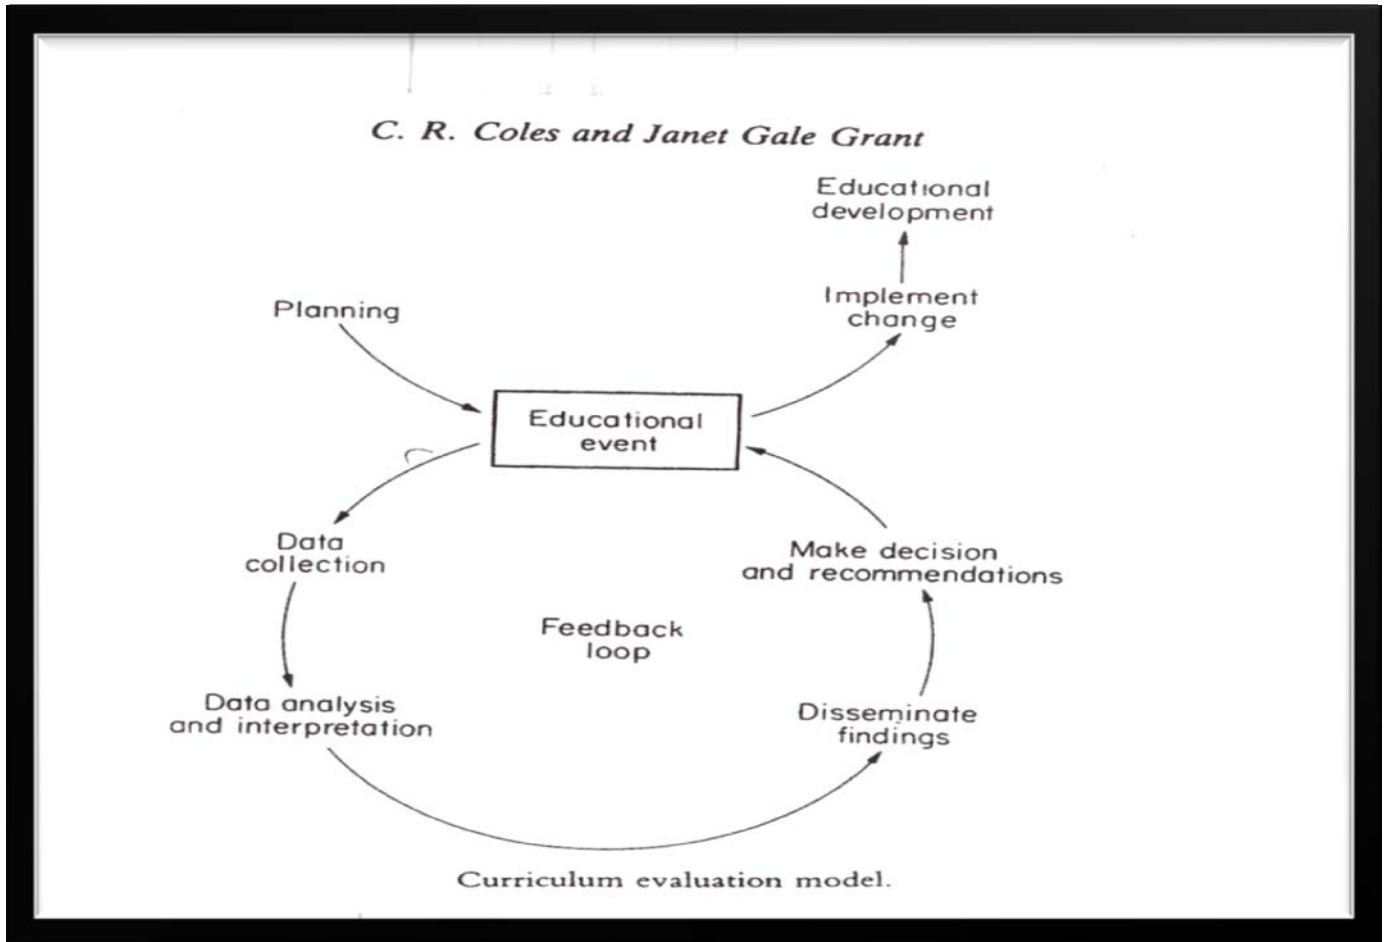 C. R. Coles and Janet Gale Grant
Educational
development
Implement
change
Planning
Educational
event
Data
collection
Make decision
and recommendations
Feedback
loop
Data analysis
and interpretation
Disseminate
findings
Curriculum evaluation model.